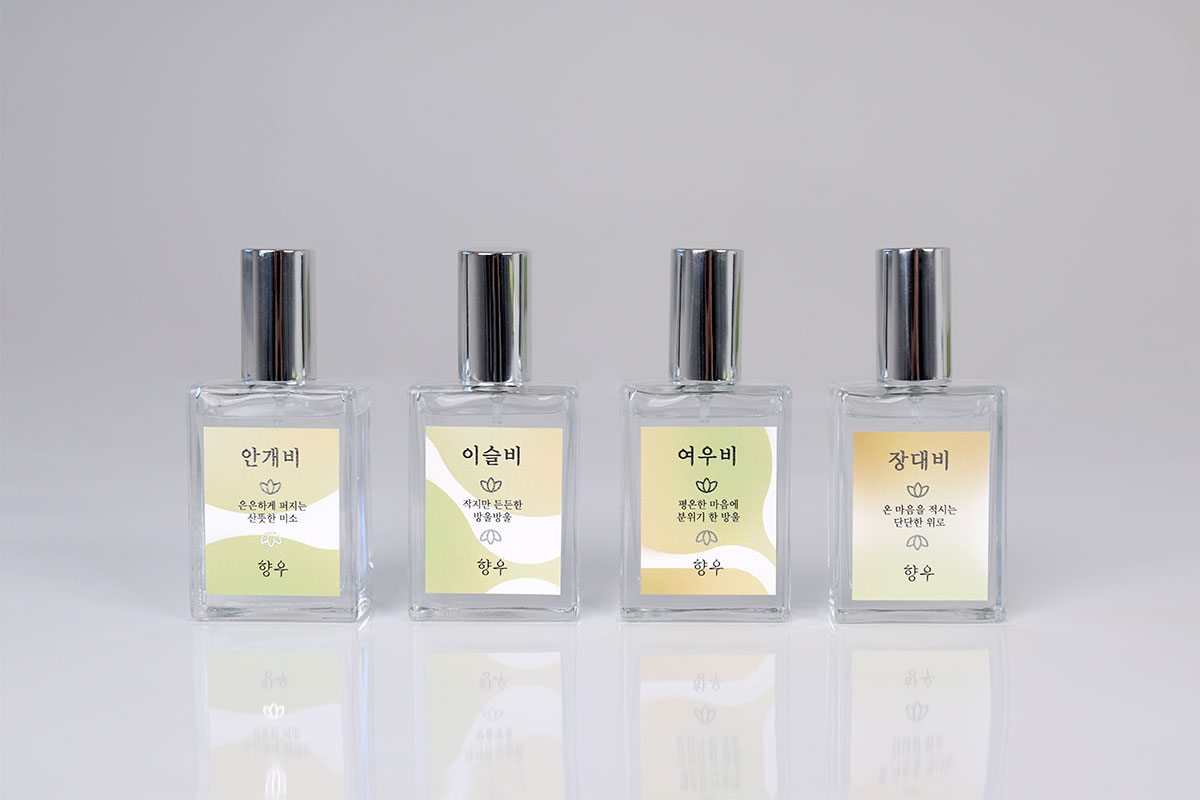 안개비
은은하게 퍼지는
산뜻한 미소
향우
이슬비
작지만 든든한
방울방울
향우
여우비
평온한 마음에
분위기 한 방울
향우
장대비
온 마음을 적시는
단단한 위로
향우